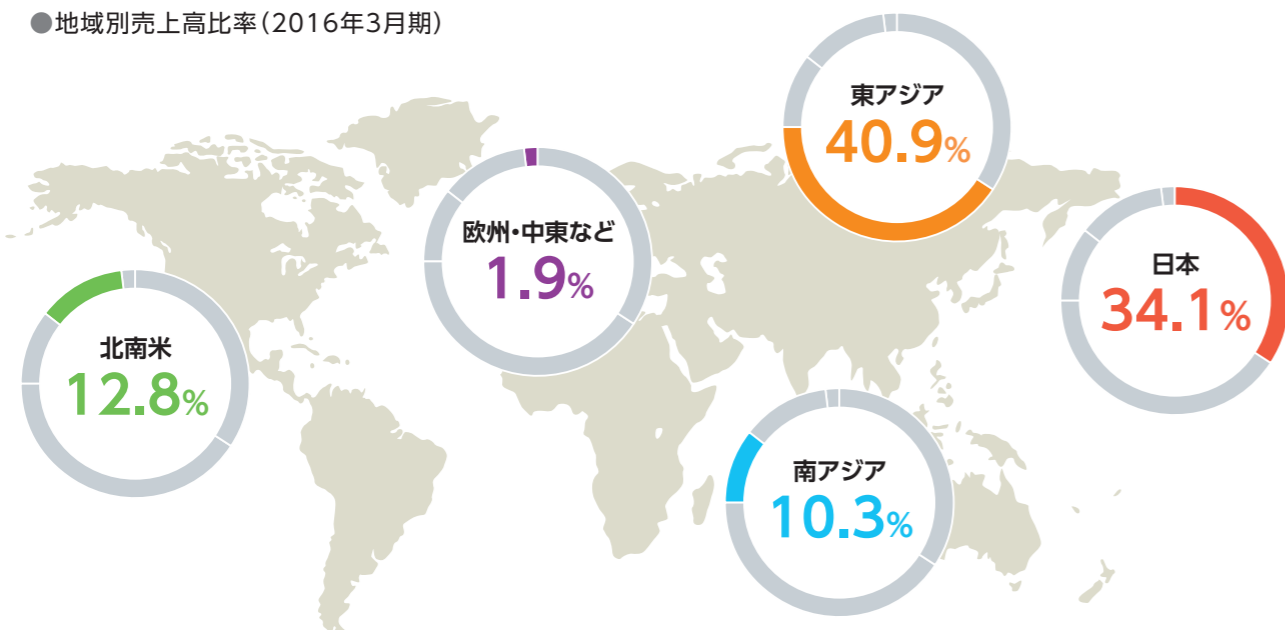 ●地域別売上高比率（2016年3月期）
東アジア
40.9%
欧州・中東など
1.9%
日本
34.1%
北南米
12.8%
南アジア
10.3%